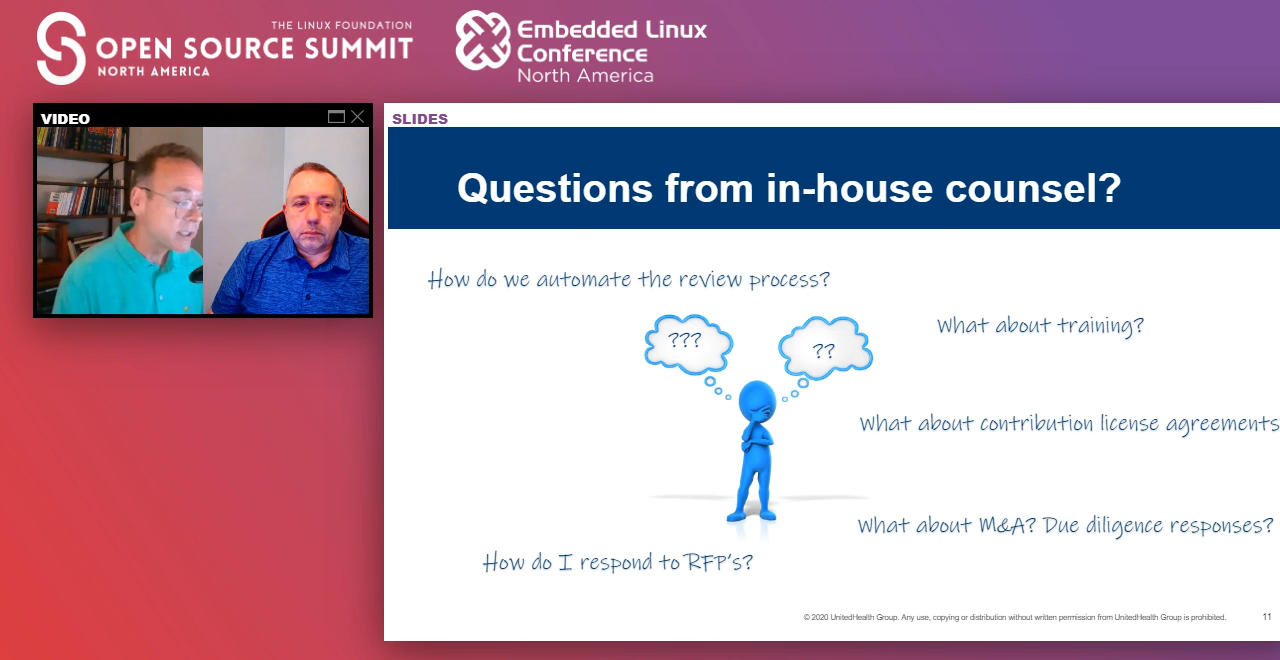 THE LINUX FOUNDATION
OPEN SOURCE SUMMIT
NORTH AMERICA
Embedded Linux
Conference
North America
VIDEO
SLIDES
Questions from in-house counsel?
How do we automate the review process?
What about training?
???
??
What about contribution license agreements
What about M&A? Due diligence responses?
How do I respond to RFP's?
© 2020 UnitedHealth Group. Any use, copying or distribution without written permission from UnitedHealth Group is prohibited.
11